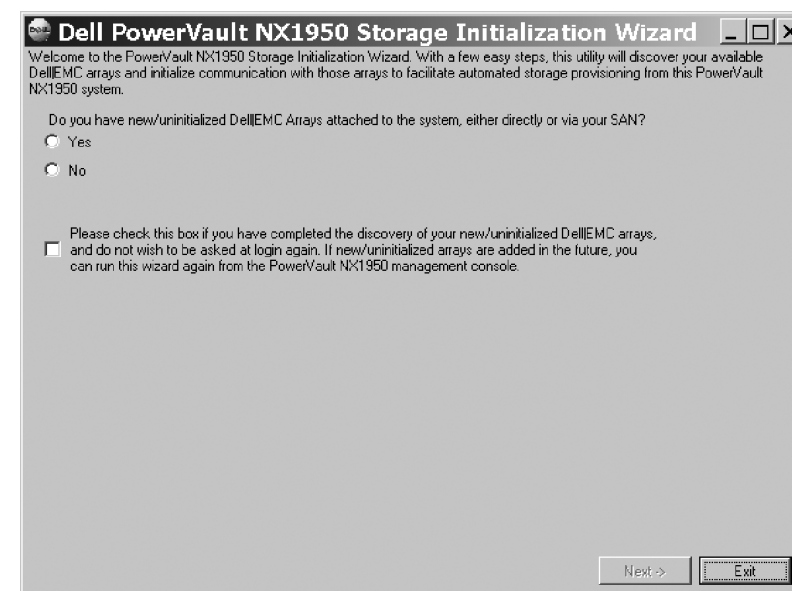 Dell PowerVault NX1950 Storage Initialization Wizard
Welcome to the PowerVault NX1950 Storage Initialization Wizard. With a few easy steps, this utility will discover your available
Dell|EMC arrays and initialize communication with those arrays to facilitate automated storage provisioning from this PowerVault
NX1950 system.
Do you have new/uninitialized Dell|EMC Arrays attached to the system, either directly or via your SAN?
Yes
No
Please check this box if you have completed the discovery of your new/uninitialized Dell|EMC arrays,
and do not wish to be asked at login again. If new/uninitialized arrays are added in the future, you
can run this wizard again from the PowerVault NX1950 management console.
Next ->
Exit